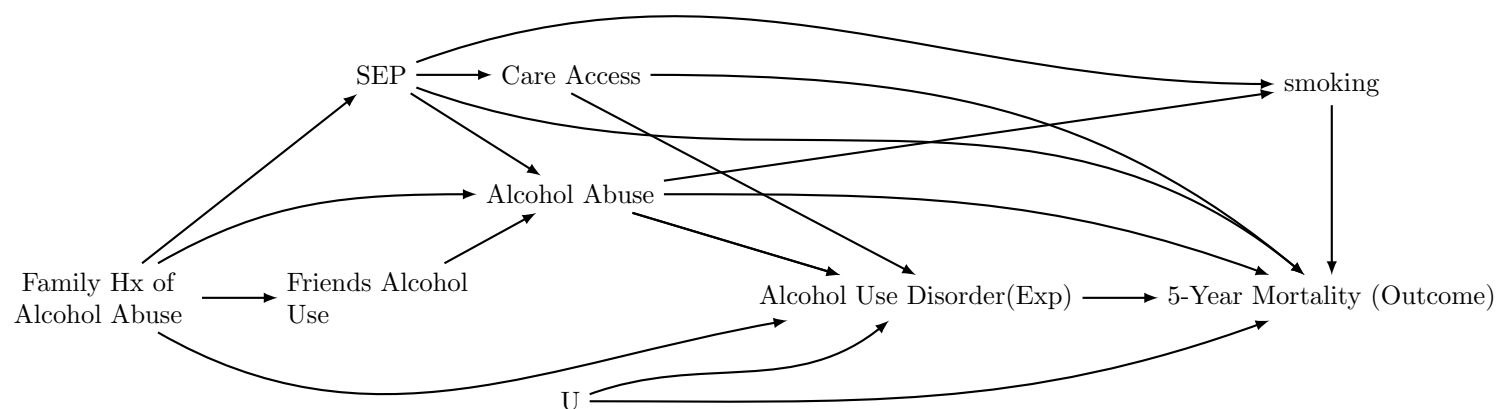 SEP
Care Access
smoking
Alcohol Abuse
Family Hx of
Alcohol Abuse
Friends Alcohol
Use
Alcohol Use Disorder(Exp)
5-Year Mortality (Outcome)
U